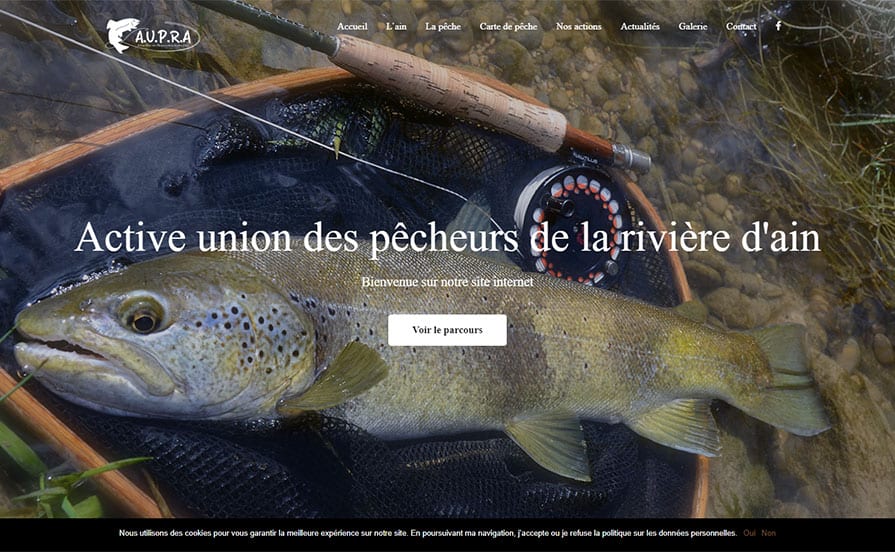 A.U.P.R.A
Accueil L'ain La pêche Carte de pêche Nos actions Actualités Galerie Contact f
NAUTILUS
Active union des pêcheurs de la rivière d'ain
Bienvenue sur notre site internet
Voir le parcours
Nous utilisons des cookies pour vous garantir la meilleure expérience sur notre site. En poursuivant ma navigation, j'accepte ou je refuse la politique sur les données personnelles. Oui Non